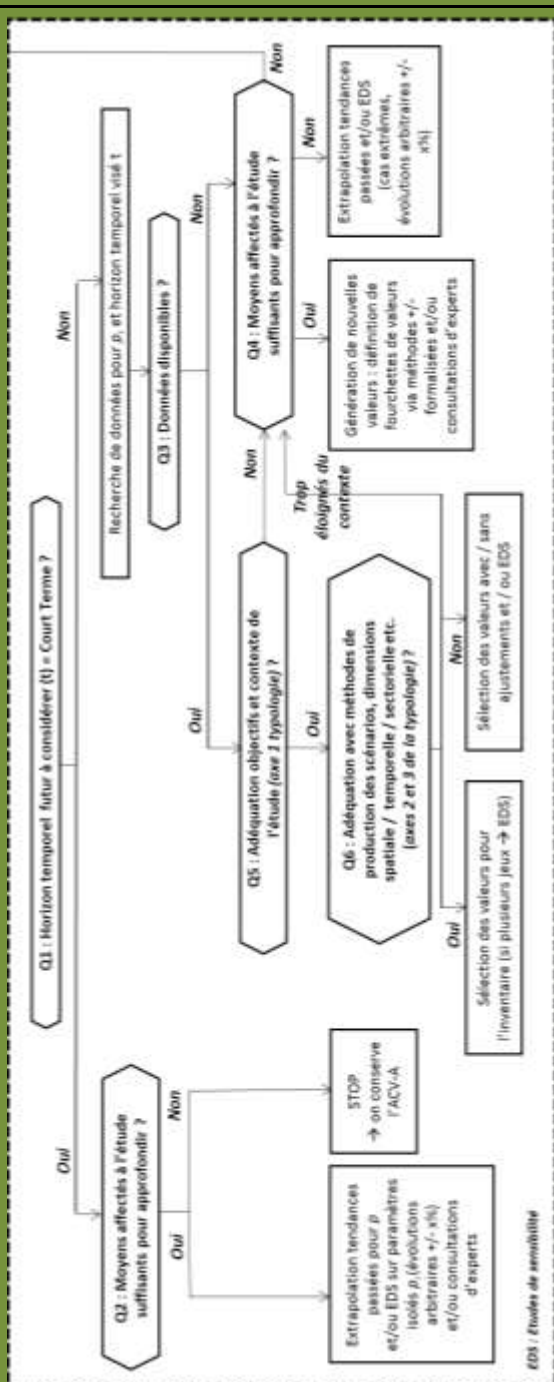 Q1 : Horizon temporel futur à considérer (t) = Court Terme ?
Oui
Non
Q2 : Moyens affectés à l'étude
suffisants pour approfondir ?
Oui
Non
Extrapolation tendances
passées pour p
et/ou EDS sur paramètres
isolés p (évolutions
arbitraires +/- x%)
et/ou consultations
d'experts
STOP
→ on conserve
l'ACV-A
Recherche de données pour p, et horizon temporel visé t
Q3 : Données disponibles ?
Oui
Non
Q5 : Adéquation objectifs et contexte de
l'étude (axe 1 typologie) ?
Non
Oui
Q4 : Moyens affectés à l'étude
suffisants pour approfondir ?
Non
Oui
Non
Q6 : Adéquation avec méthodes de
production des scénarios, dimensions
spatiale / temporelle / sectorielle etc.
(axes 2 et 3 de la typologie) ?
Trop
éloignés du
contexte
Oui
Non
Sélection des valeurs pour
l'inventaire (si plusieurs jeux → EDS)
Sélection des valeurs avec / sans
ajustements et / ou EDS
Génération de nouvelles
valeurs : définition de
fourchettes de valeurs
via méthodes +/-
formalisées et/ou
consultations d'experts
Extrapolation tendances
passées et/ou EDS
(cas extrêmes,
évolutions arbitraires +/-
x%)
EDS : Etudes de sensibilité